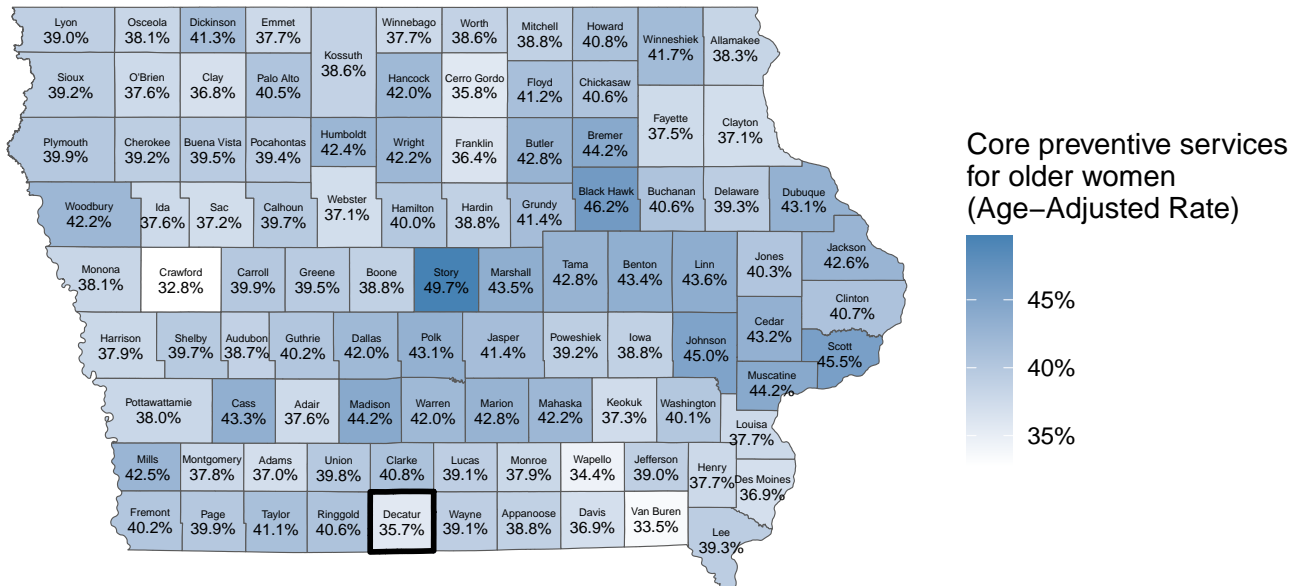 Lyon
39.0%
Osceola
38.1%
Dickinson
41.3%
Emmet
37.7%
Kossuth
38.6%
Winnebago
37.7%
Worth
38.6%
Mitchell
38.8%
Howard
40.8%
Winneshiek
41.7%
Allamakee
38.3%
Sioux
39.2%
O'Brien
37.6%
Clay
36.8%
Palo Alto
40.5%
Hancock
42.0%
Cerro Gordo
35.8%
Floyd
41.2%
Chickasaw
40.6%
Fayette
37.5%
Clayton
37.1%
Plymouth
39.9%
Cherokee
39.2%
Buena Vista
39.5%
Pocahontas
39.4%
Humboldt
42.4%
Wright
42.2%
Franklin
36.4%
Butler
42.8%
Bremer
44.2%
Woodbury
42.2%
Ida
37.6%
Sac
37.2%
Calhoun
39.7%
Webster
37.1%
Hamilton
40.0%
Hardin
38.8%
Grundy
41.4%
Black Hawk
46.2%
Buchanan
40.6%
Delaware
39.3%
Dubuque
43.1%
Monona
38.1%
Crawford
32.8%
Carroll
39.9%
Greene
39.5%
Boone
38.8%
Story
49.7%
Marshall
43.5%
Tama
42.8%
Benton
43.4%
Linn
43.6%
Jones
40.3%
Jackson
42.6%
Clinton
40.7%
Harrison
37.9%
Shelby
39.7%
Audubon
38.7%
Guthrie
40.2%
Dallas
42.0%
Polk
43.1%
Jasper
41.4%
Poweshiek
39.2%
Iowa
38.8%
Johnson
45.0%
Cedar
43.2%
Scott
45.5%
Muscatine
44.2%
Pottawattamie
38.0%
Cass
43.3%
Adair
37.6%
Madison
44.2%
Warren
42.0%
Marion
42.8%
Mahaska
42.2%
Keokuk
37.3%
Washington
40.1%
Louisa
37.7%
Mills
42.5%
Montgomery
37.8%
Adams
37.0%
Union
39.8%
Clarke
40.8%
Lucas
39.1%
Monroe
37.9%
Wapello
34.4%
Jefferson
39.0%
Henry
37.7%
Des Moines
36.9%
Fremont
40.2%
Page
39.9%
Taylor
41.1%
Ringgold
40.6%
Decatur
35.7%
Wayne
39.1%
Appanoose
38.8%
Davis
36.9%
Van Buren
33.5%
Lee
39.3%
Core preventive services
for older women
(Age−Adjusted Rate)
45%
40%
35%